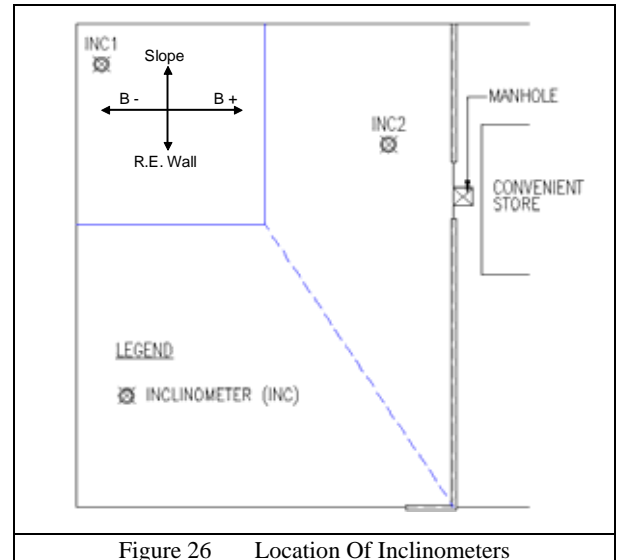 INC1
Slope
B -
B +
R.E. Wall
INC2
MANHOLE
CONVENIENT
STORE
LEGEND
INCLINOMETER (INC)
Figure 26 Location Of Inclinometers